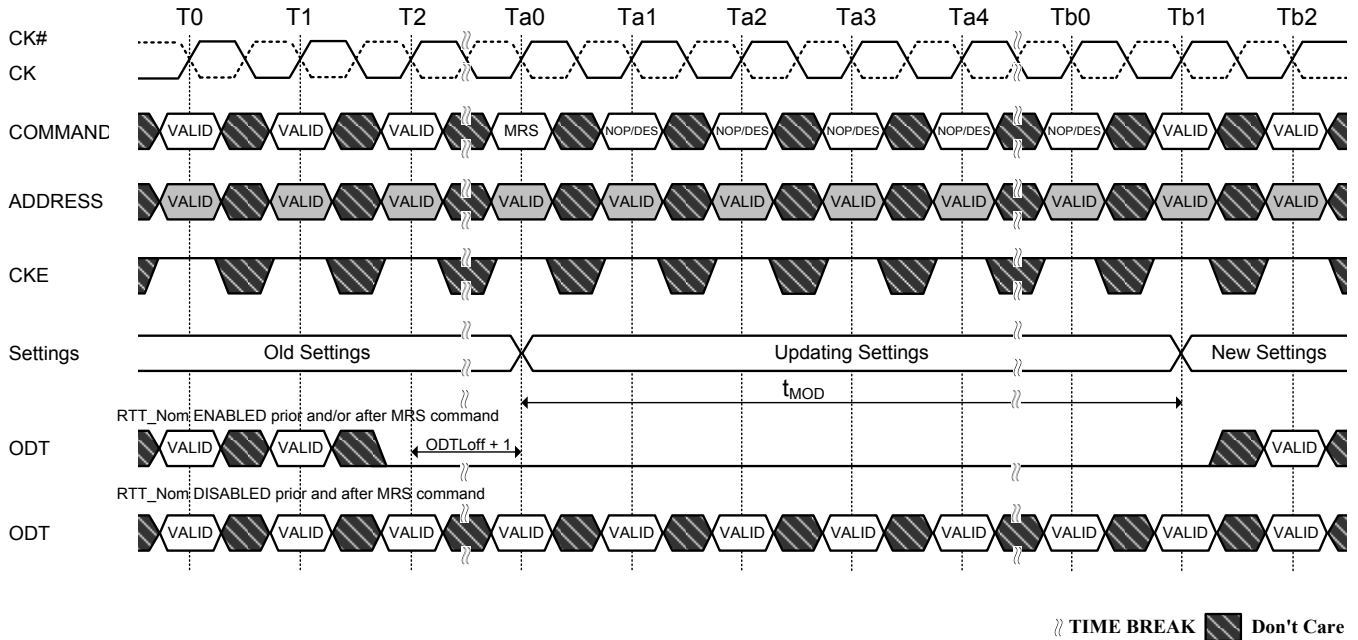 T0 T1 T2 Ta0 Ta1 Ta2 Ta3 Ta4 Tb0 Tb1 Tb2
CK#
CK
COMMAND VALID VALID VALID MRS NOP/DES NOP/DES NOP/DES NOP/DES NOP/DES VALID VALID
ADDRESS VALID VALID VALID VALID VALID VALID VALID VALID VALID VALID VALID
CKE
Settings Old Settings Updating Settings New Settings
tMOD
RTT_Nom ENABLED prior and/or after MRS command
ODT VALID VALID ODTLoff + 1 VALID
RTT_Nom DISABLED prior and after MRS command
ODT VALID VALID VALID VALID VALID VALID VALID VALID VALID VALID VALID
TIME BREAK Don't Care